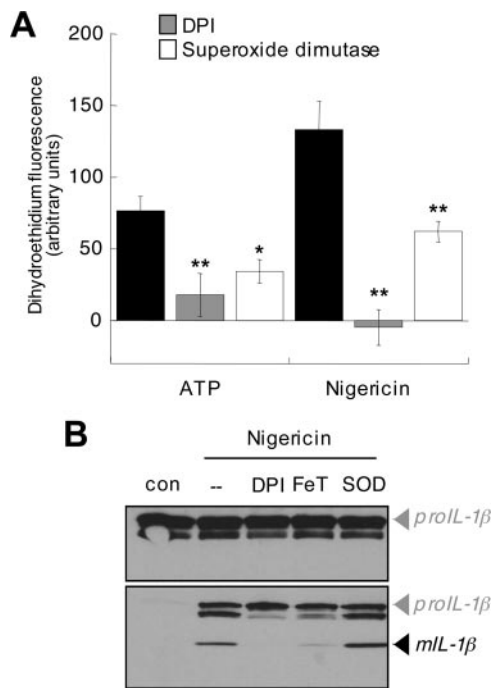 A
DPI
Superoxide dimutase
Dihydroethidium fluorescence
(arbitrary units)
200
150
100
50
0
**
*
**
**
ATP
Nigericin
B
Nigericin
con -- DPI FeT SOD
proIL-1β
proIL-1β
mIL-1β